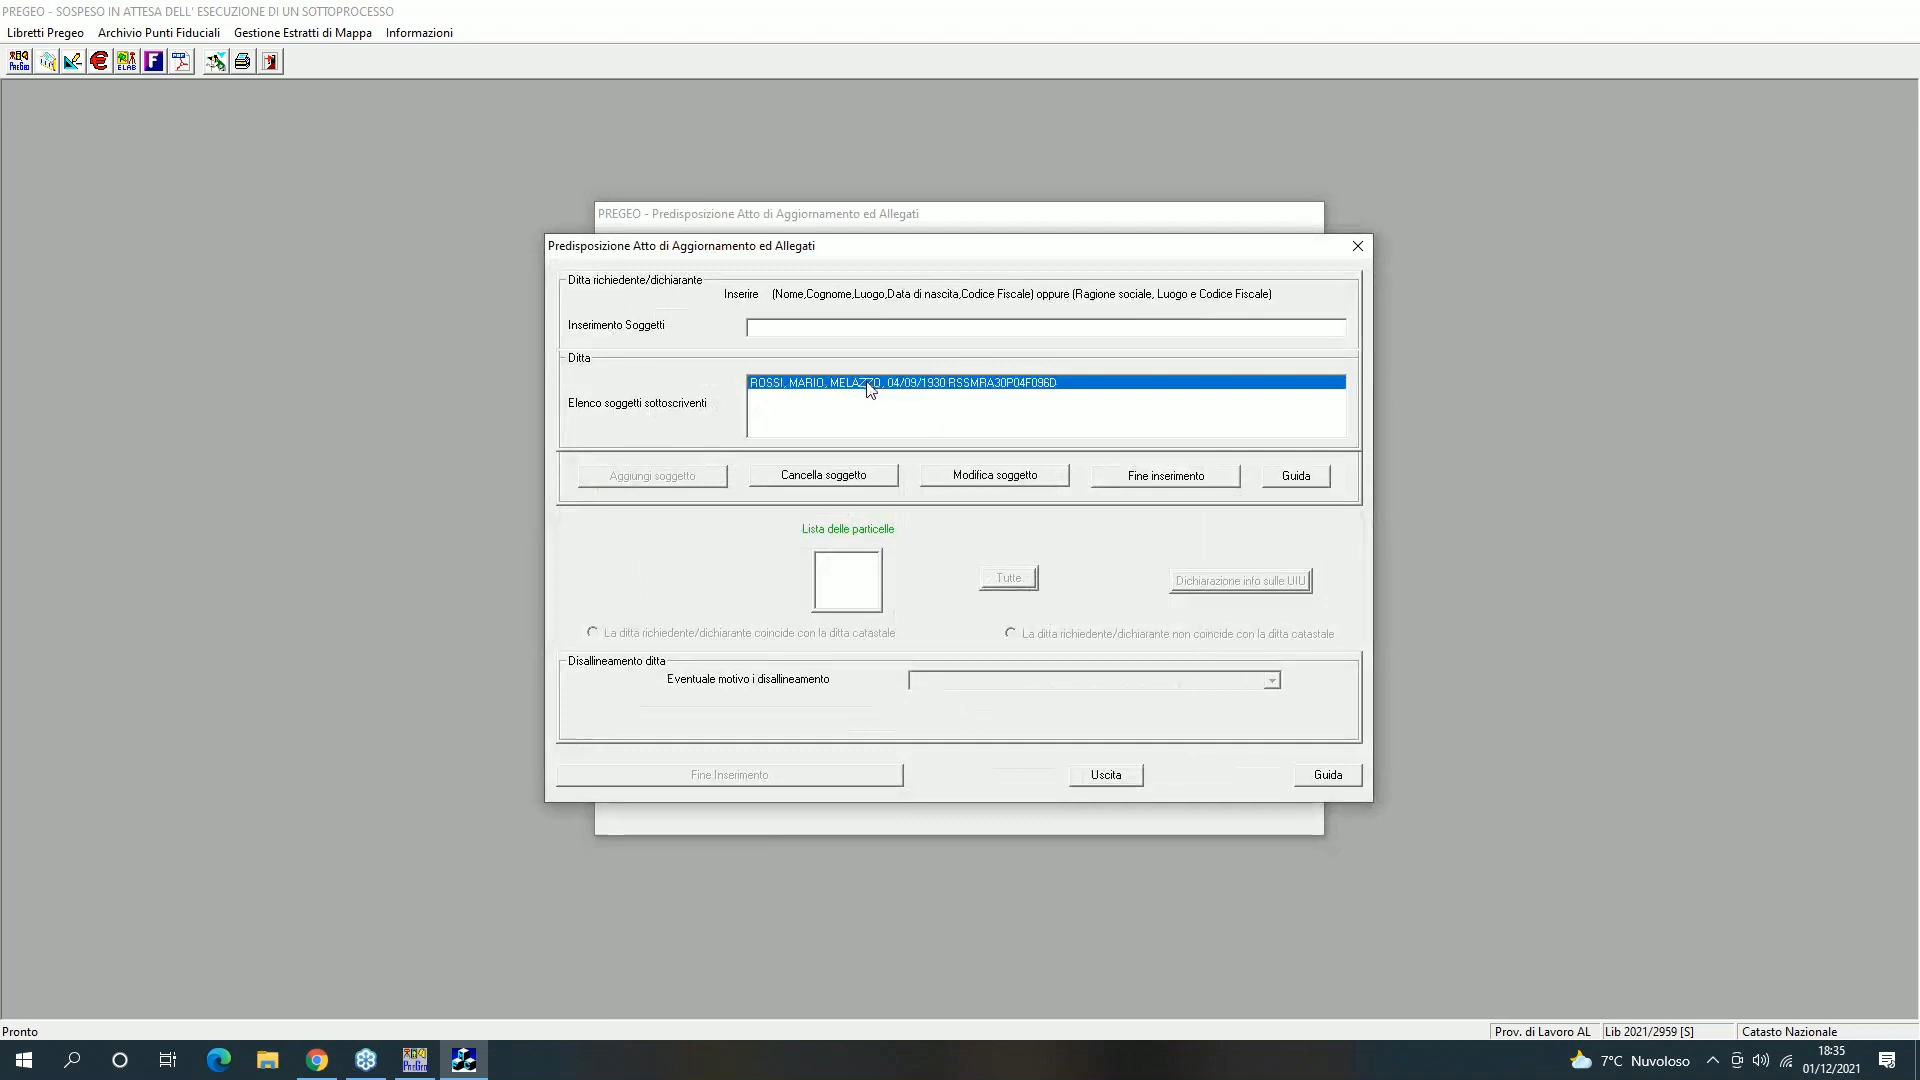 PREGEO - SOSPESO IN ATTESA DELL' ESECUZIONE DI UN SOTTOPROCESSO
Libretti Pregeo Archivio Punti Fiduciali Gestione Estratti di Mappa Informazioni
PREGEO - Predisposizione Atto di Aggiornamento ed Allegati
Predisposizione Atto di Aggiornamento ed Allegati
Ditta richiedente/dichiarante
Inserire (Nome,Cognome,Luogo,Data di nascita,Codice Fiscale) oppure (Ragione sociale, Luogo e Codice Fiscale)
Inserimento Soggetti
Ditta
ROSSI, MARIO, MELAZZO, 04/09/1930 RSSMRA30P04F096D
Elenco soggetti sottoscriventi
Aggiungi soggetto Cancella soggetto Modifica soggetto Fine inserimento Guida
Lista delle particelle
Tutte Dichiarazione info sulle UIU
La ditta richiedente/dichiarante coincide con la ditta catastale La ditta richiedente/dichiarante non coincide con la ditta catastale
Disallineamento ditta
Eventuale motivo i disallineamento
Fine Inserimento Uscita Guida
Pronto Prov. di Lavoro AL Lib 2021/2959 [S] Catasto Nazionale
7°C Nuvoloso 18:35
01/12/2021